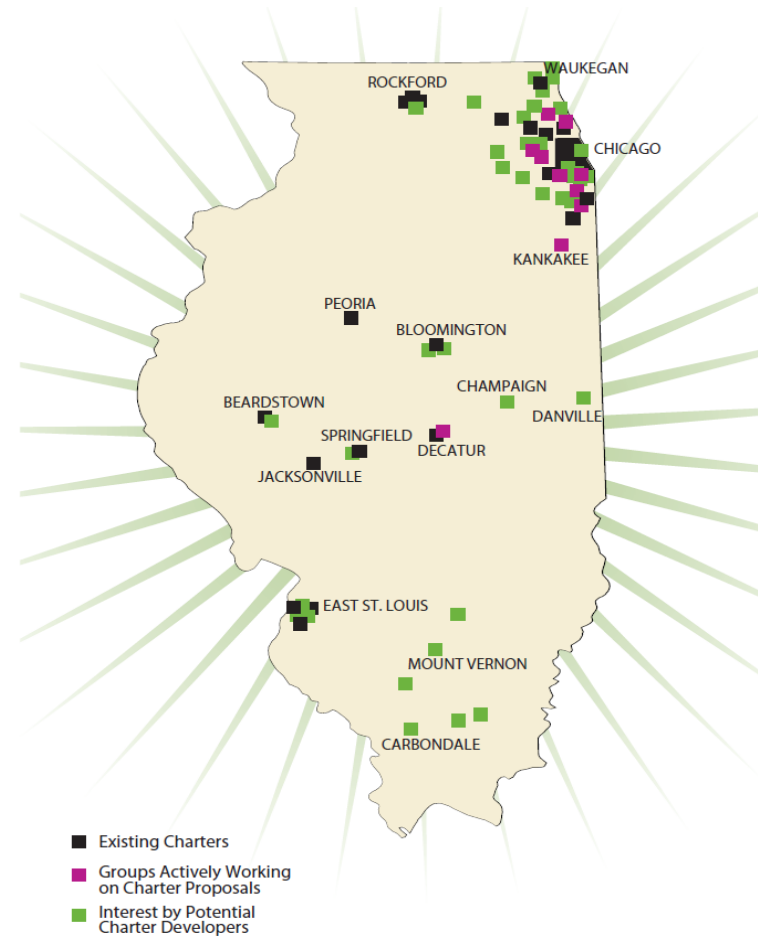 WAUKEGAN
ROCKFORD
CHICAGO
KANKAKEE
PEORIA
BLOOMINGTON
CHAMPAIGN
BEARDSTOWN
DANVILLE
SPRINGFIELD
DECATUR
JACKSONVILLE
EAST ST. LOUIS
MOUNT VERNON
CARBONDALE
Existing Charters
Groups Actively Working
on Charter Proposals
Interest by Potential
Charter Developers